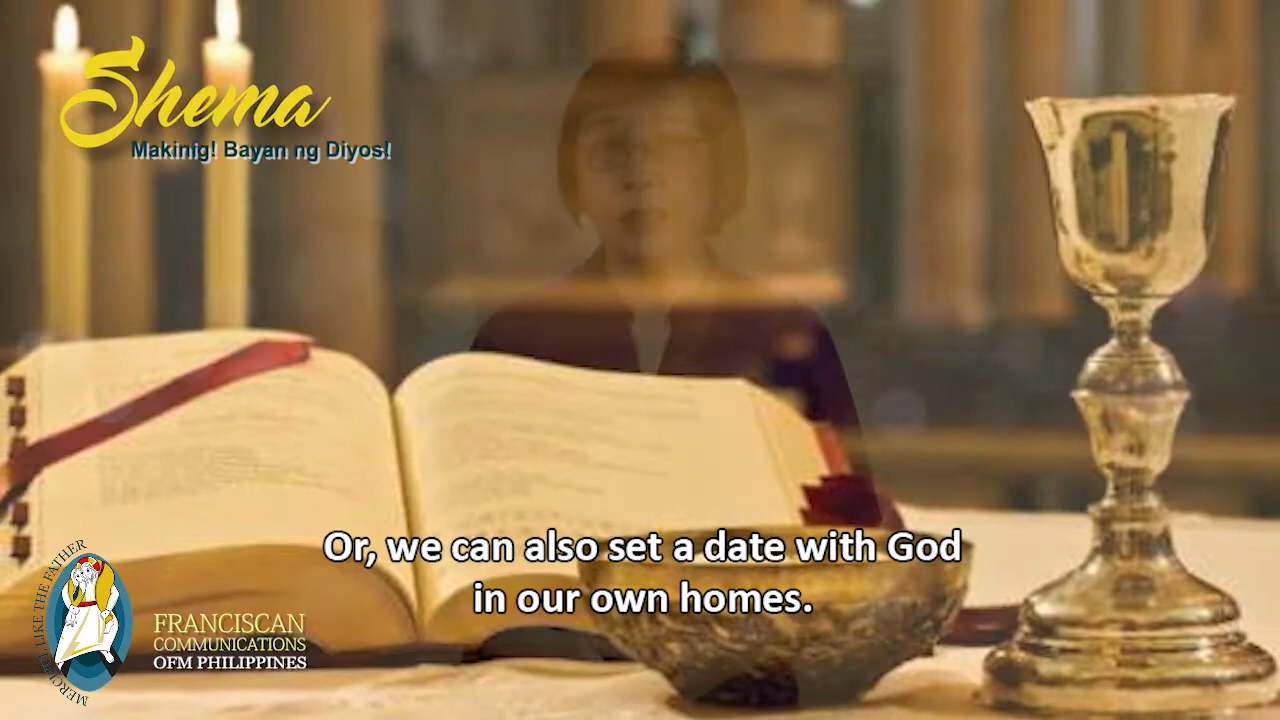 Shema
Makinig! Bayan ng Diyos!
Or, we can also set a date with God
in our own homes.
MERCIFUL LIKE THE FATHER
FRANCISCAN
COMMUNICATIONS
OFM PHILIPPINES